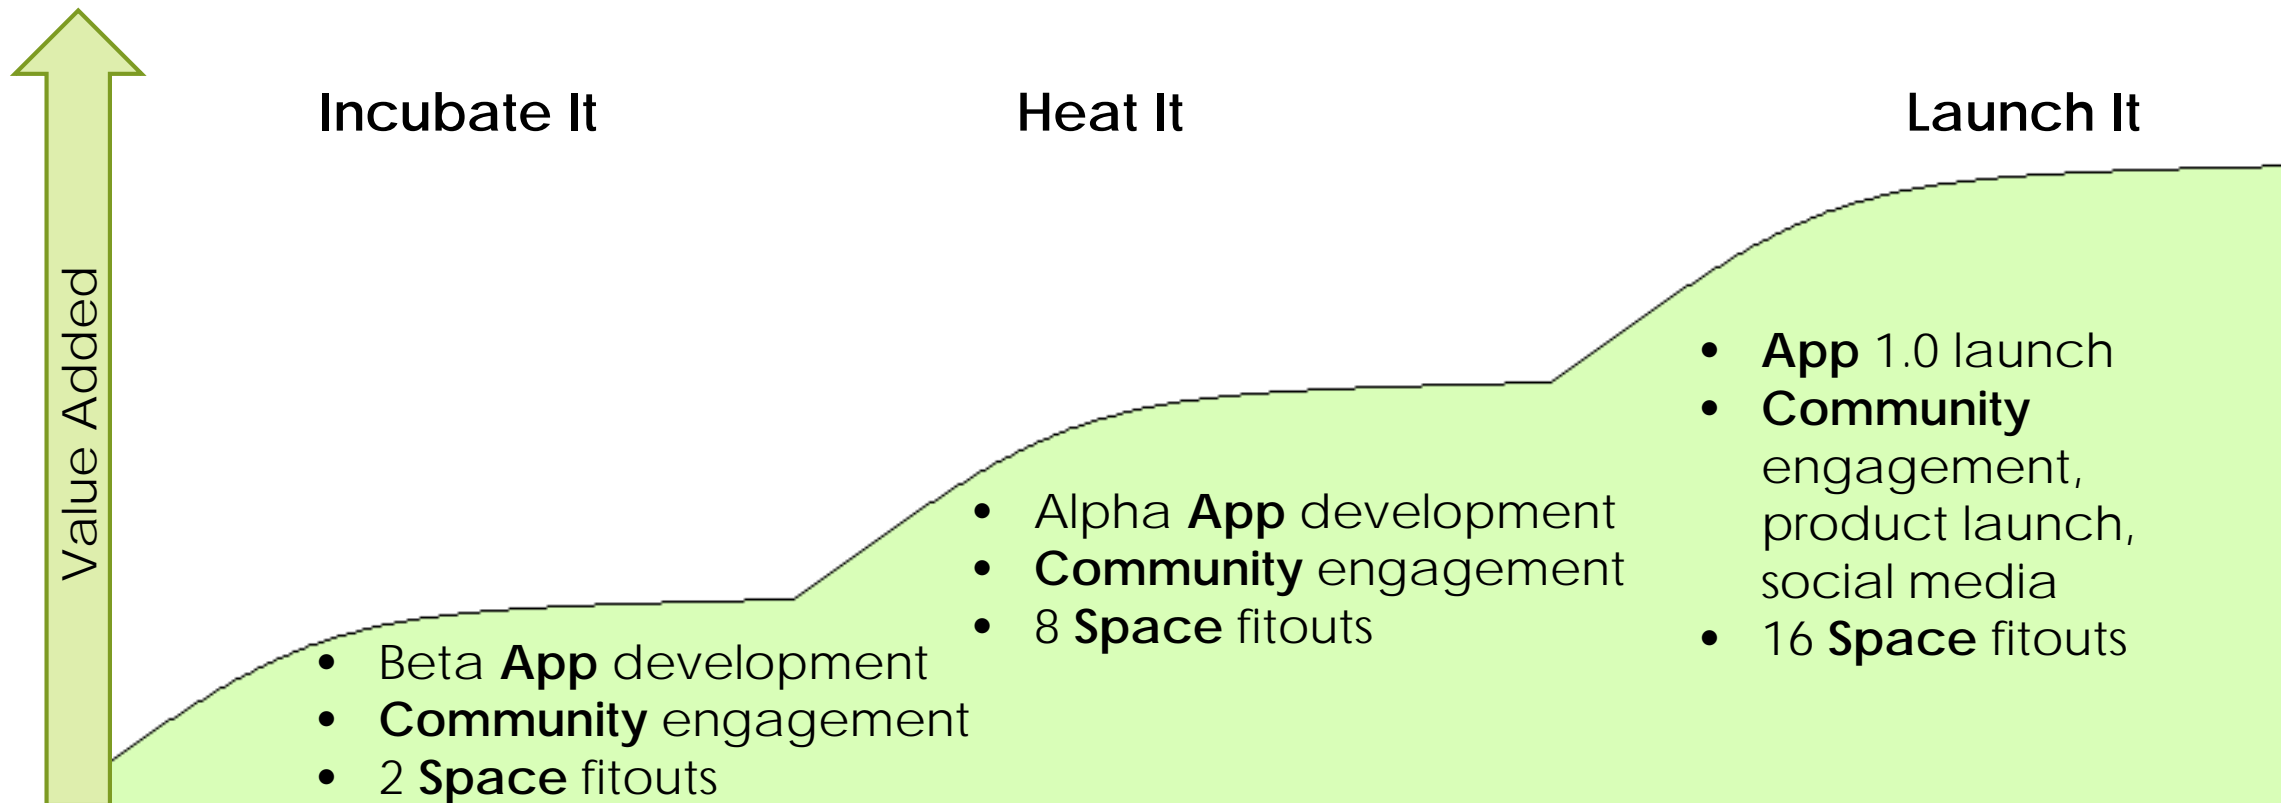 Incubate It
Heat It
Launch It
Value Added
• Beta App development
• Community engagement
• 2 Space fitouts
• Alpha App development
• Community engagement
• 8 Space fitouts
• App 1.0 launch
• Community
engagement,
product launch,
social media
• 16 Space fitouts